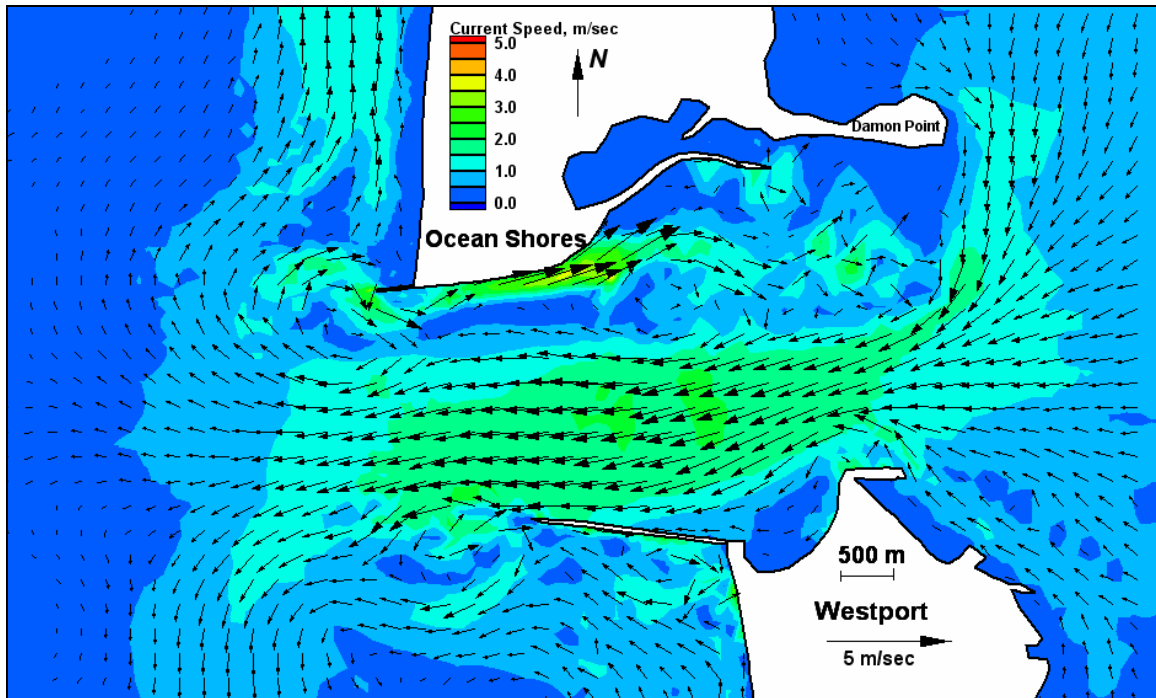 Current Speed, m/sec
5.0
4.0
3.0
2.0
1.0
0.0
N
Damon Point
Ocean Shores
500 m
Westport
5 m/sec